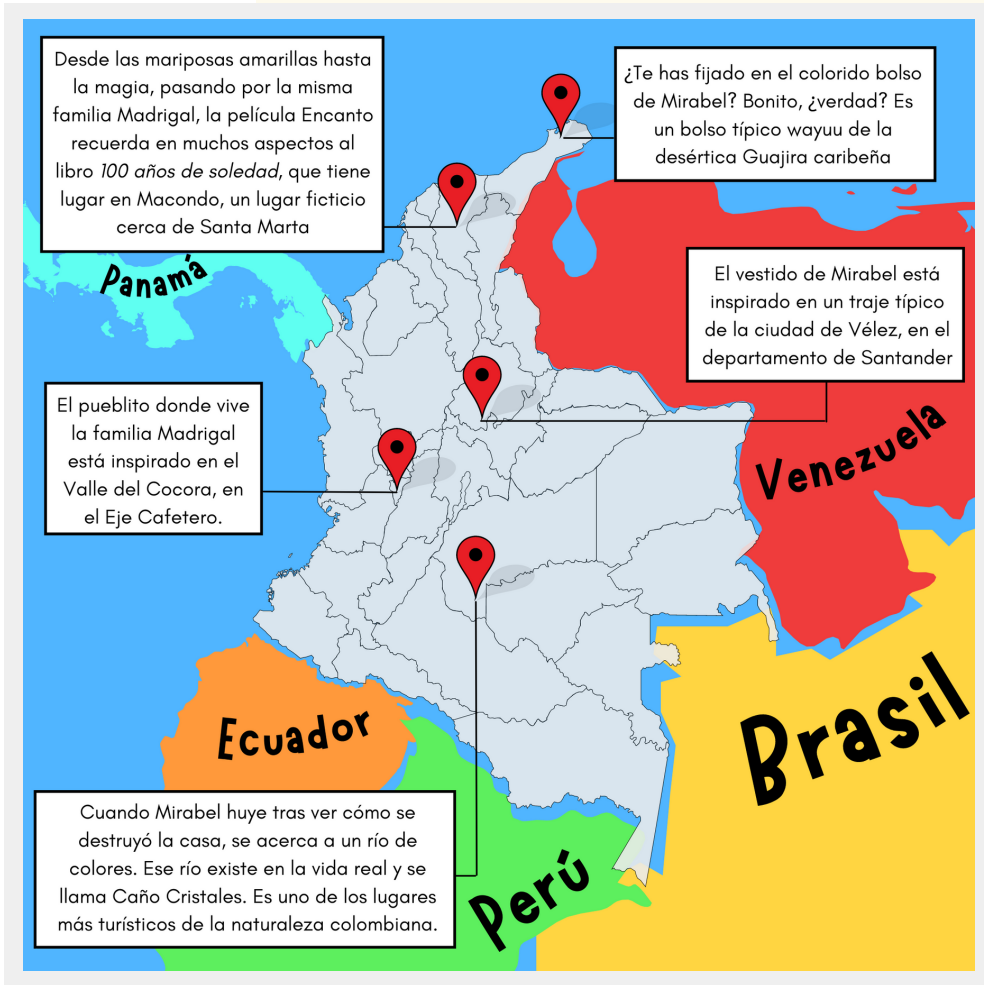 Desde las mariposas amarillas hasta
la magia, pasando por la misma
familia Madrigal, la película Encanto
recuerda en muchos aspectos al
libro 100 años de soledad, que tiene
lugar en Macondo, un lugar ficticio
cerca de Santa Marta
¿Te has fijado en el colorido bolso
de Mirabel? Bonito, ¿verdad? Es
un bolso típico wayuu de la
desértica Guajira caribeña
Panamá
El vestido de Mirabel está
inspirado en un traje típico
de la ciudad de Vélez, en el
departamento de Santander
El pueblito donde vive
la familia Madrigal
está inspirado en el
Valle del Cocora, en
el Eje Cafetero.
Venezuela
Ecuador
Brasil
Cuando Mirabel huye tras ver cómo se
destruyó la casa, se acerca a un río de
colores. Ese río existe en la vida real y se
llama Caño Cristales. Es uno de los lugares
más turísticos de la naturaleza colombiana.
Perú